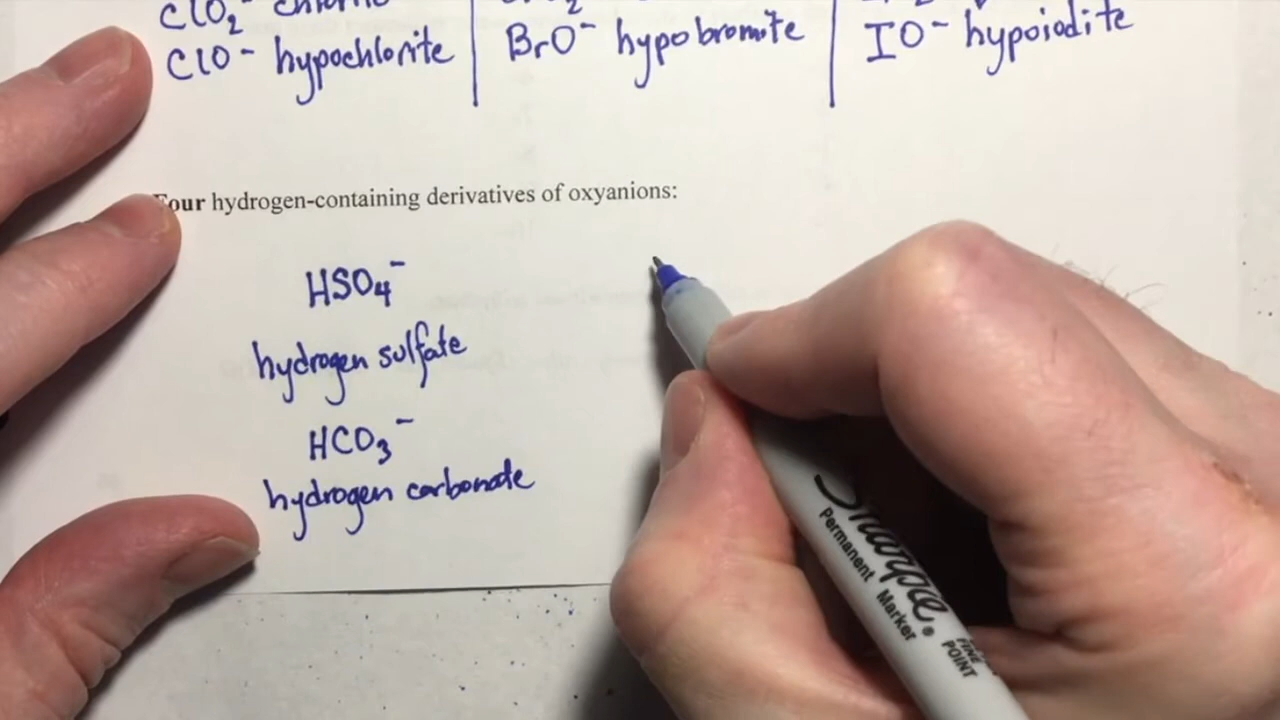 ClO₂⁻
ClO⁻ hypochlorite
BrO⁻ hypobromite
IO⁻ hypoiodite
Four hydrogen-containing derivatives of oxyanions:
HSO₄⁻
hydrogen sulfate
HCO₃⁻
hydrogen carbonate
Sharpie.
FINE POINT
Permanent Marker